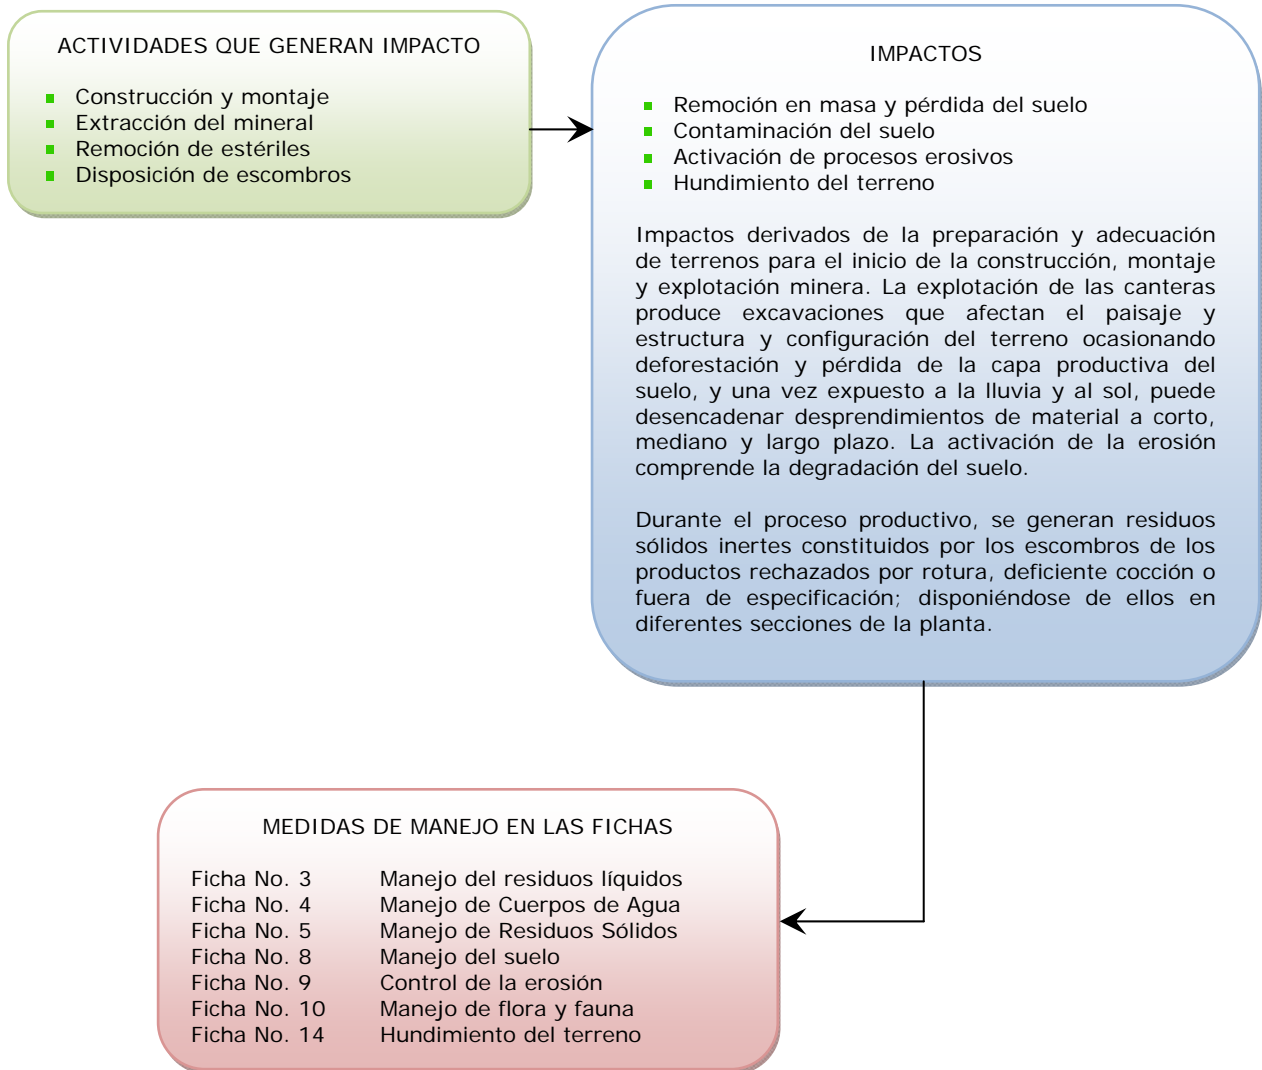 ACTIVIDADES QUE GENERAN IMPACTO
Construcción y montaje
Extracción del mineral
Remoción de estériles
Disposición de escombros
IMPACTOS
Remoción en masa y pérdida del suelo
Contaminación del suelo
Activación de procesos erosivos
Hundimiento del terreno
Impactos derivados de la preparación y adecuación
de terrenos para el inicio de la construcción, montaje
y explotación minera. La explotación de las canteras
produce excavaciones que afectan el paisaje y
estructura y configuración del terreno ocasionando
deforestación y pérdida de la capa productiva del
suelo, y una vez expuesto a la lluvia y al sol, puede
desencadenar desprendimientos de material a corto,
mediano y largo plazo. La activación de la erosión
comprende la degradación del suelo.
Durante el proceso productivo, se generan residuos
sólidos inertes constituidos por los escombros de los
productos rechazados por rotura, deficiente cocción o
fuera de especificación; disponiéndose de ellos en
diferentes secciones de la planta.
MEDIDAS DE MANEJO EN LAS FICHAS
Ficha No. 3 Manejo del residuos líquidos
Ficha No. 4 Manejo de Cuerpos de Agua
Ficha No. 5 Manejo de Residuos Sólidos
Ficha No. 8 Manejo del suelo
Ficha No. 9 Control de la erosión
Ficha No. 10 Manejo de flora y fauna
Ficha No. 14 Hundimiento del terreno